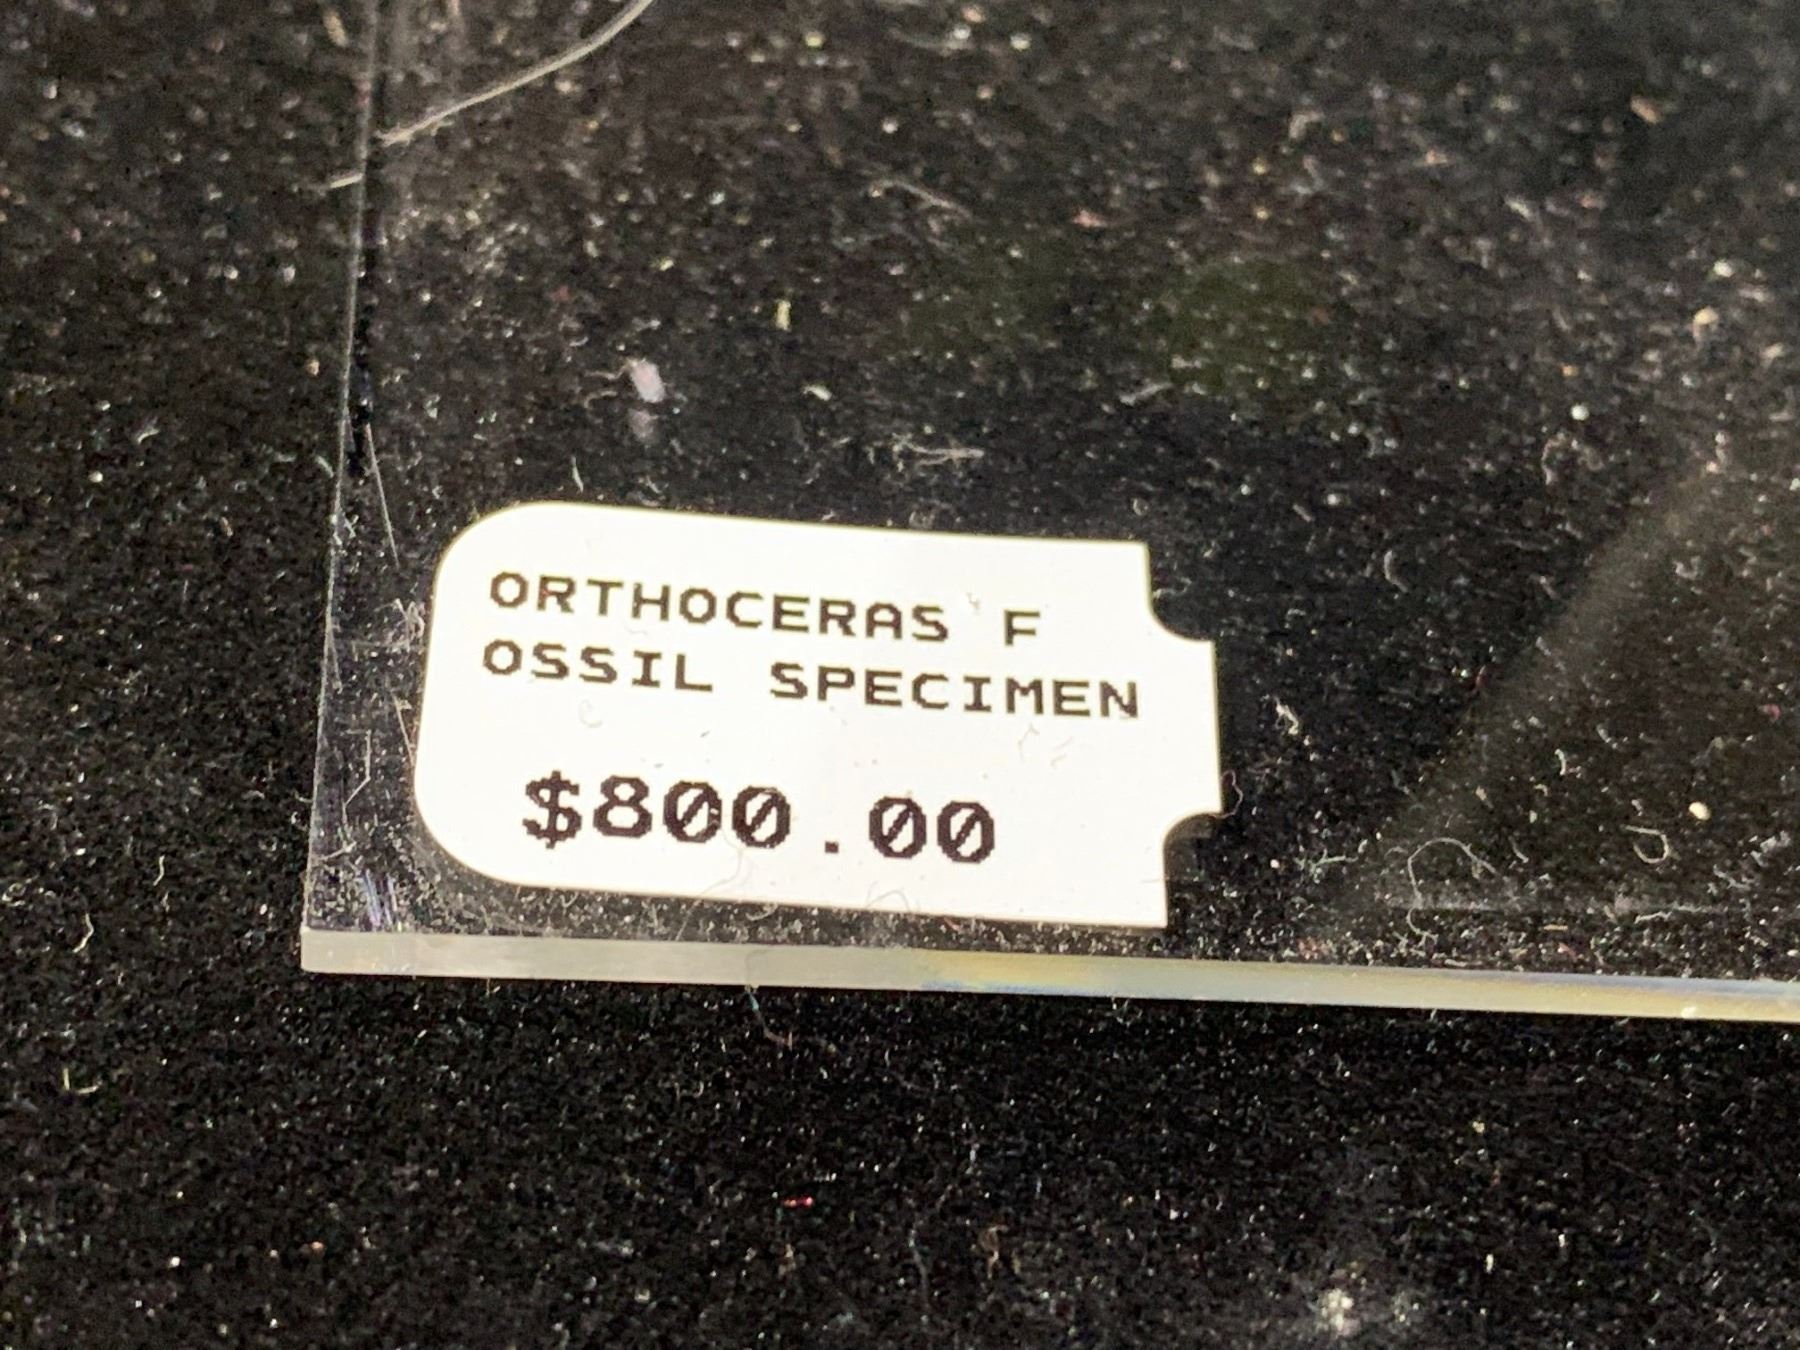 ORTHOCERAS F
OSSIL SPECIMEN
$800.00